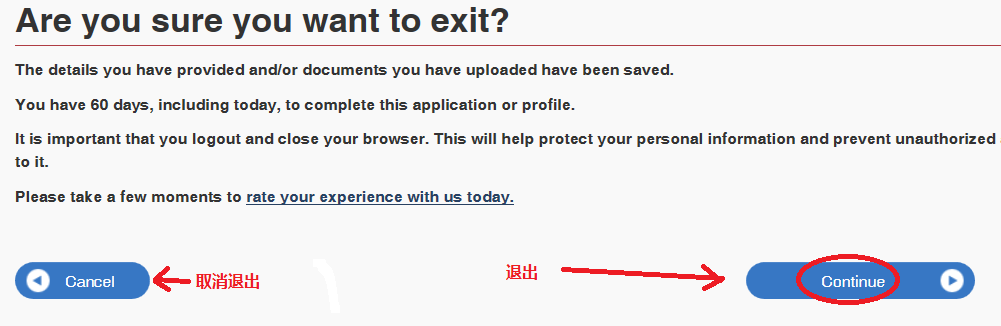 Are you sure you want to exit?
The details you have provided and/or documents you have uploaded have been saved.
You have 60 days, including today, to complete this application or profile.
It is important that you logout and close your browser. This will help protect your personal information and prevent unauthorized
to it.
Please take a few moments to rate your experience with us today.
Cancel 取消退出 退出 Continue